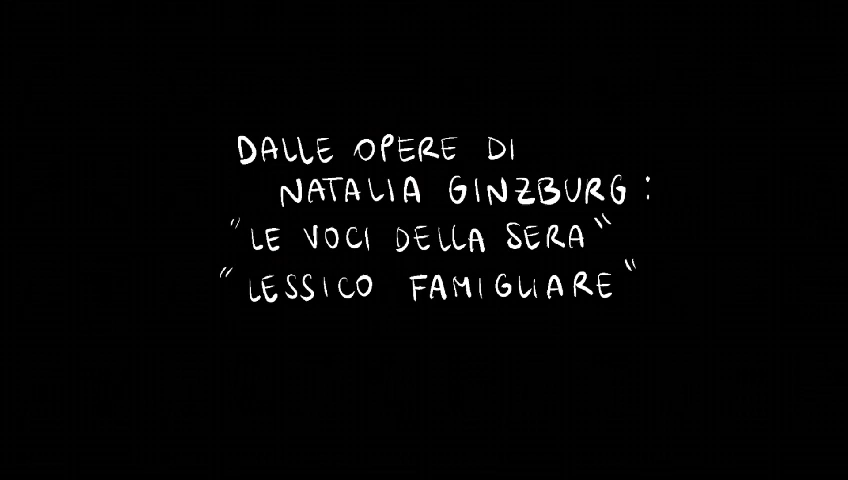 DALLE OPERE DI
NATALIA GINZBURG:
"LE VOCI DELLA SERA"
"LESSICO FAMIGLIARE"